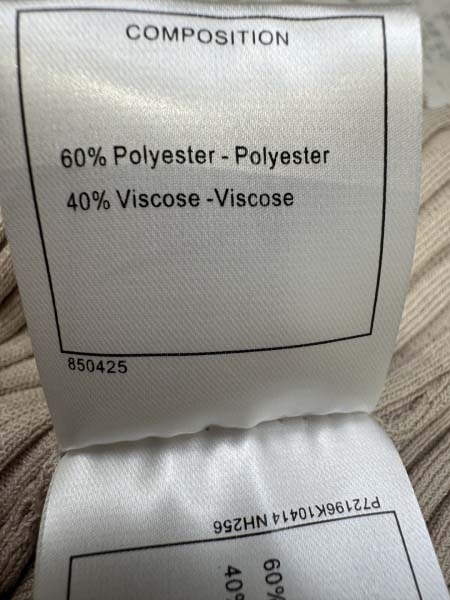 COMPOSITION
60% Polyester - Polyester
40% Viscose -Viscose
850425
P72196K10414 NH256
60%
40%